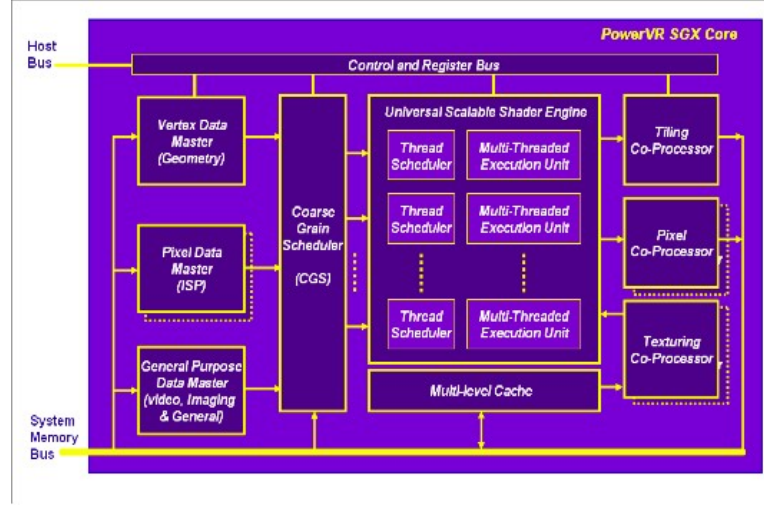 PowerVR SGX Core
Host
Bus
Control and Register Bus
Vertex Data
Master
(Geometry)
Pixel Data
Master
(ISP)
General Purpose
Data Master
(video, Imaging
& General)
Coarse
Grain
Scheduler
(CGS)
Universal Scalable Shader Engine
Thread
Scheduler
Multi-Threaded
Execution Unit
Thread
Scheduler
Multi-Threaded
Execution Unit
Thread
Scheduler
Multi-Threaded
Execution Unit
Multi-level Cache
Tiling
Co-Processor
Pixel
Co-Processor
Texturing
Co-Processor
System
Memory
Bus